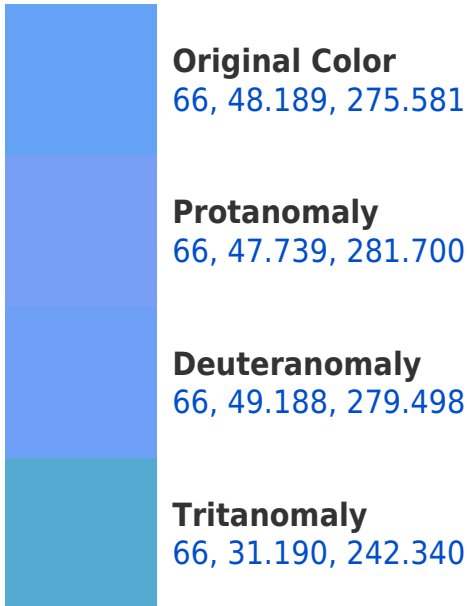 Original Color
66, 48.189, 275.581
Protanomaly
66, 47.739, 281.700
Deuteranomaly
66, 49.188, 279.498
Tritanomaly
66, 31.190, 242.340